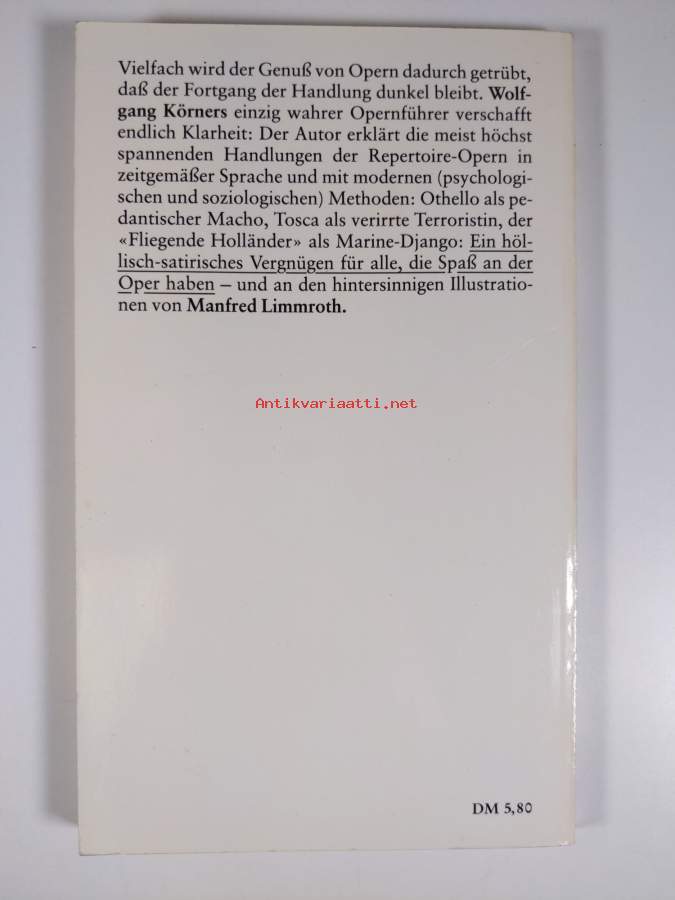 Vielfach wird der Genuß von Opern dadurch getrübt,
daß der Fortgang der Handlung dunkel bleibt. Wolf-
gang Körners einzig wahrer Opernführer verschafft
endlich Klarheit: Der Autor erklärt die meist höchst
spannenden Handlungen der Repertoire-Opern in
zeitgemäßer Sprache und mit modernen (psychologi-
schen und soziologischen) Methoden: Othello als pe-
dantischer Macho, Tosca als verirrte Terroristin, der
«Fliegende Holländer» als Marine-Django: Ein höl-
lisch-satirisches Vergnügen für alle, die Spaß an der
Oper haben – und an den hintersinnigen Illustratio-
nen von Manfred Limmroth.
Antikvariaatti.net
DM 5,80